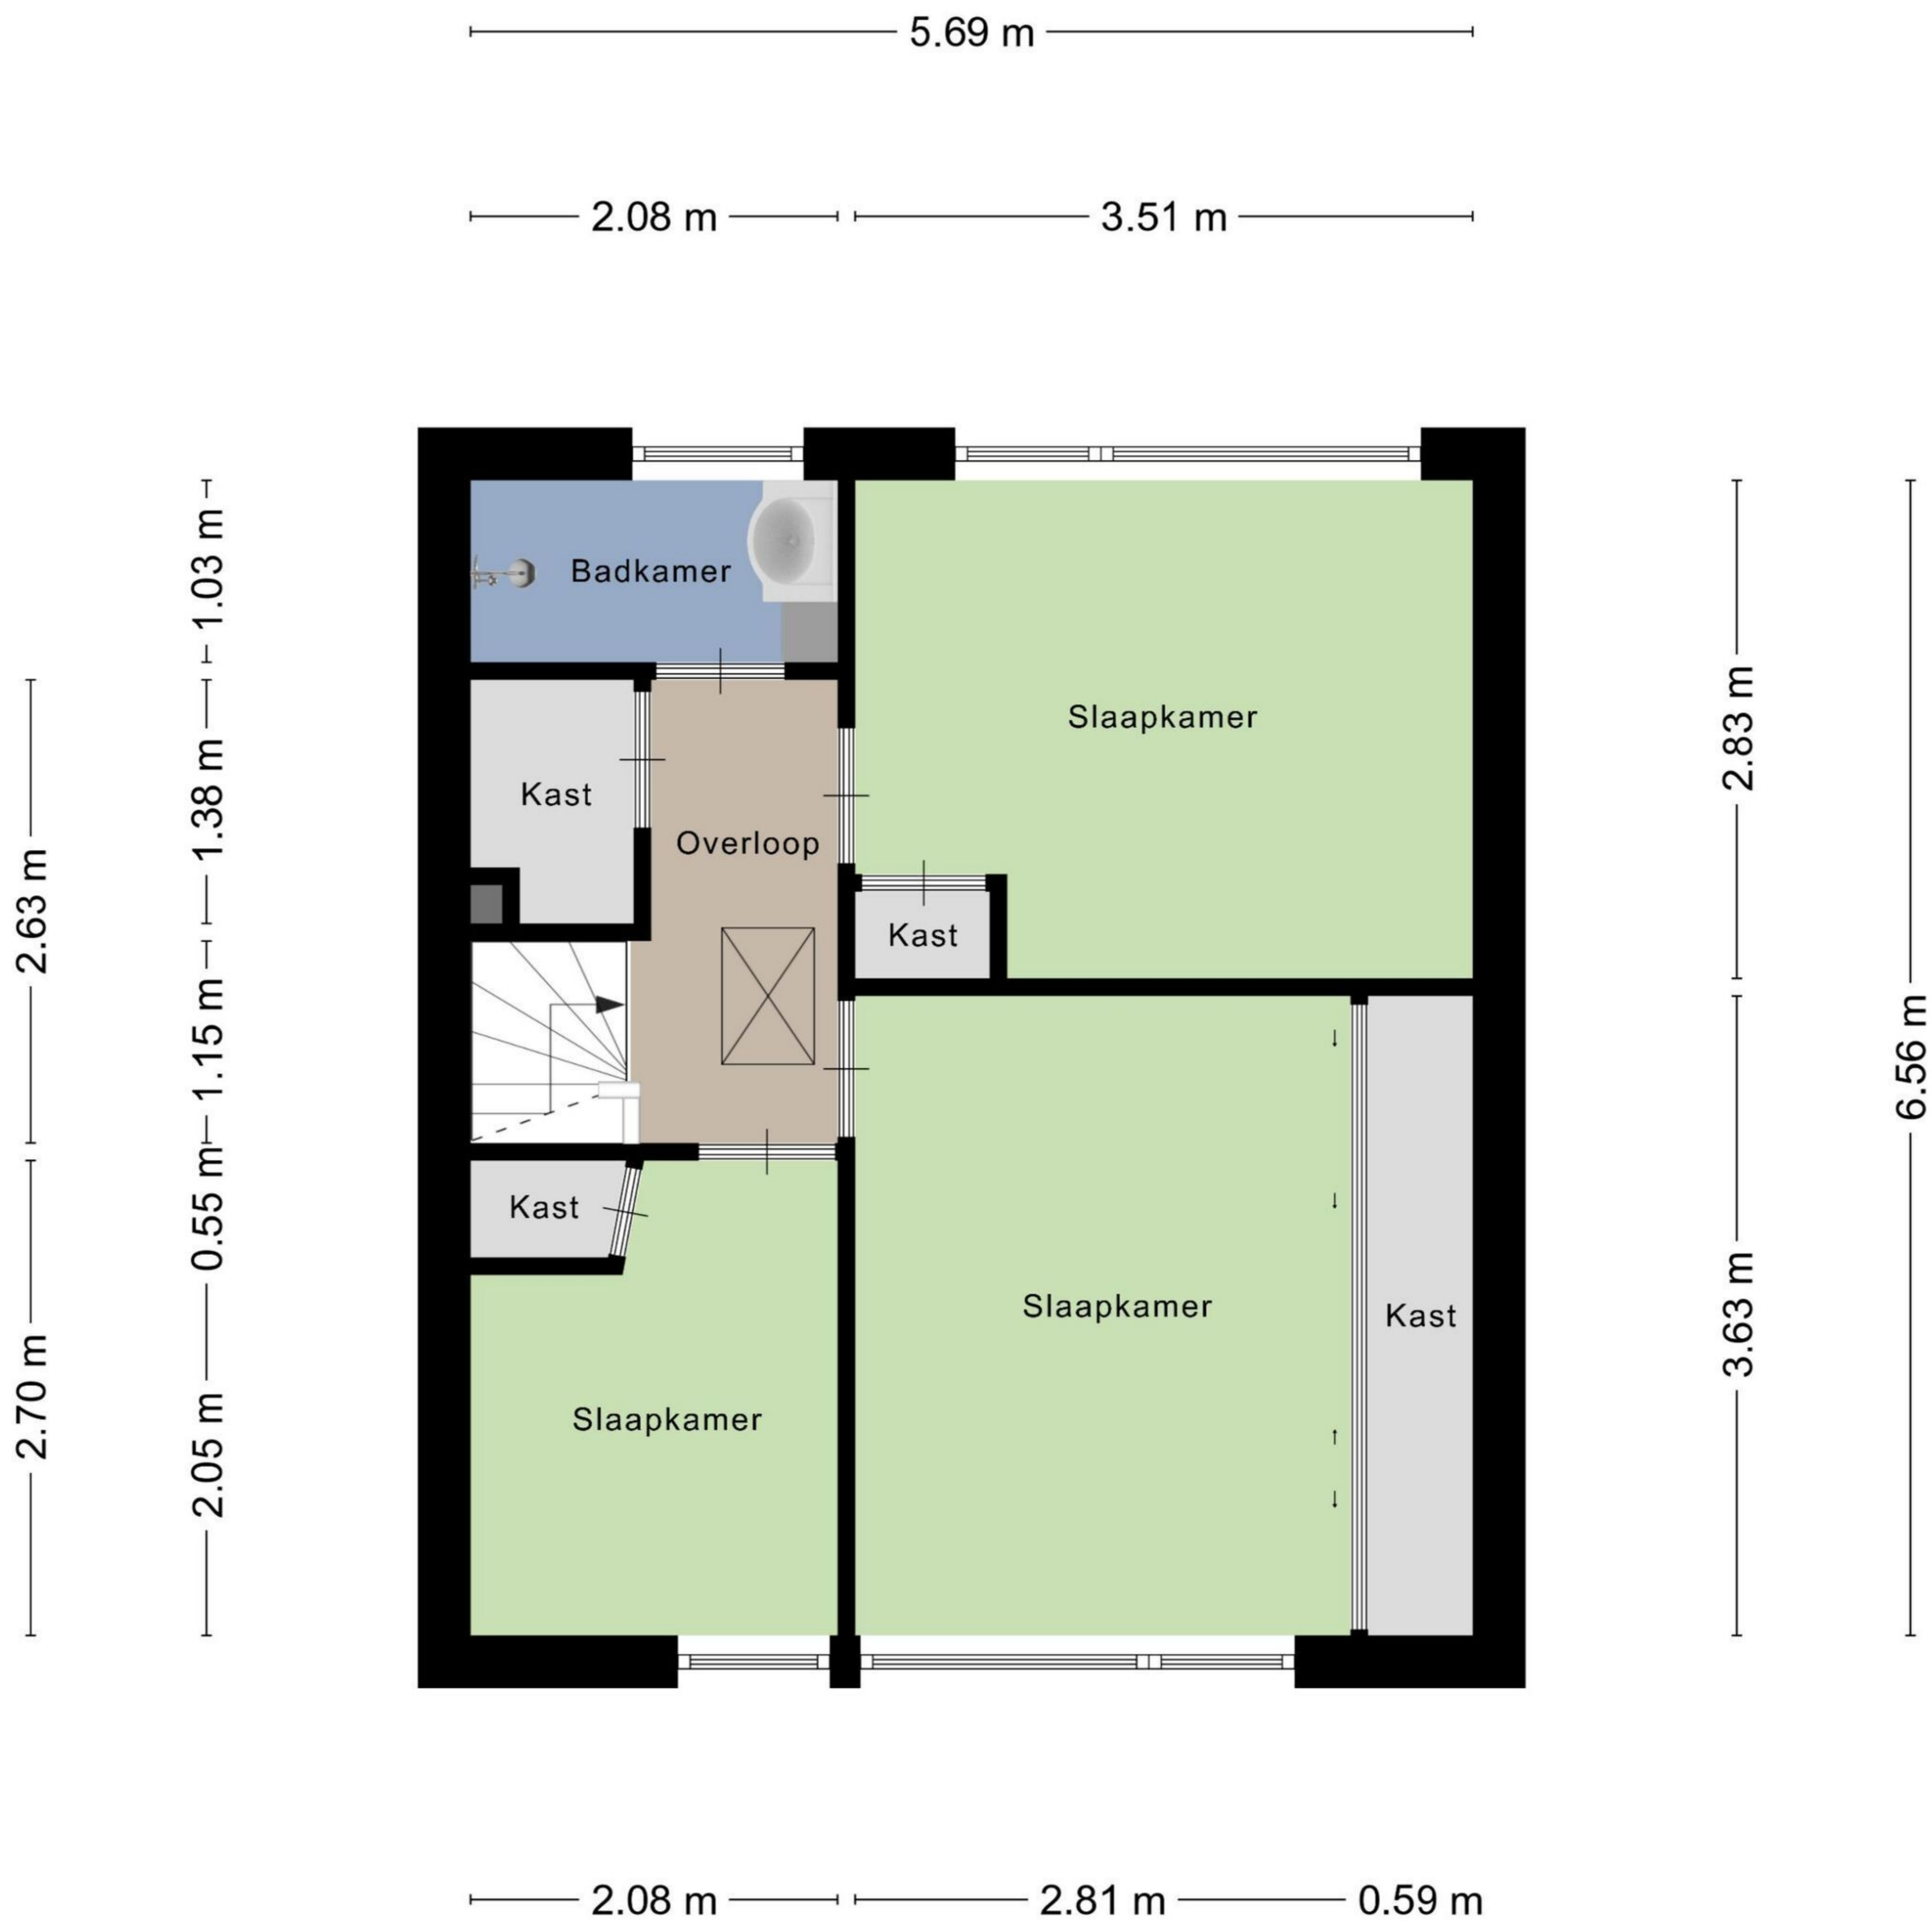 5.69 m
2.08 m
3.51 m
1.03 m
1.38 m
1.15 m
0.55 m
2.05 m
2.63 m
2.70 m
Badkamer
Slaapkamer
Kast
Overloop
Kast
Kast
Slaapkamer
Kast
Slaapkamer
2.83 m
3.63 m
6.56 m
2.08 m
2.81 m
0.59 m